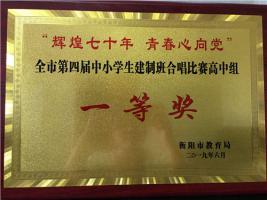 “辉煌七十年 青春心向党”
全市第四届中小学生建制班合唱比赛高中组
一等奖
衡阳市教育局
二〇一九年六月